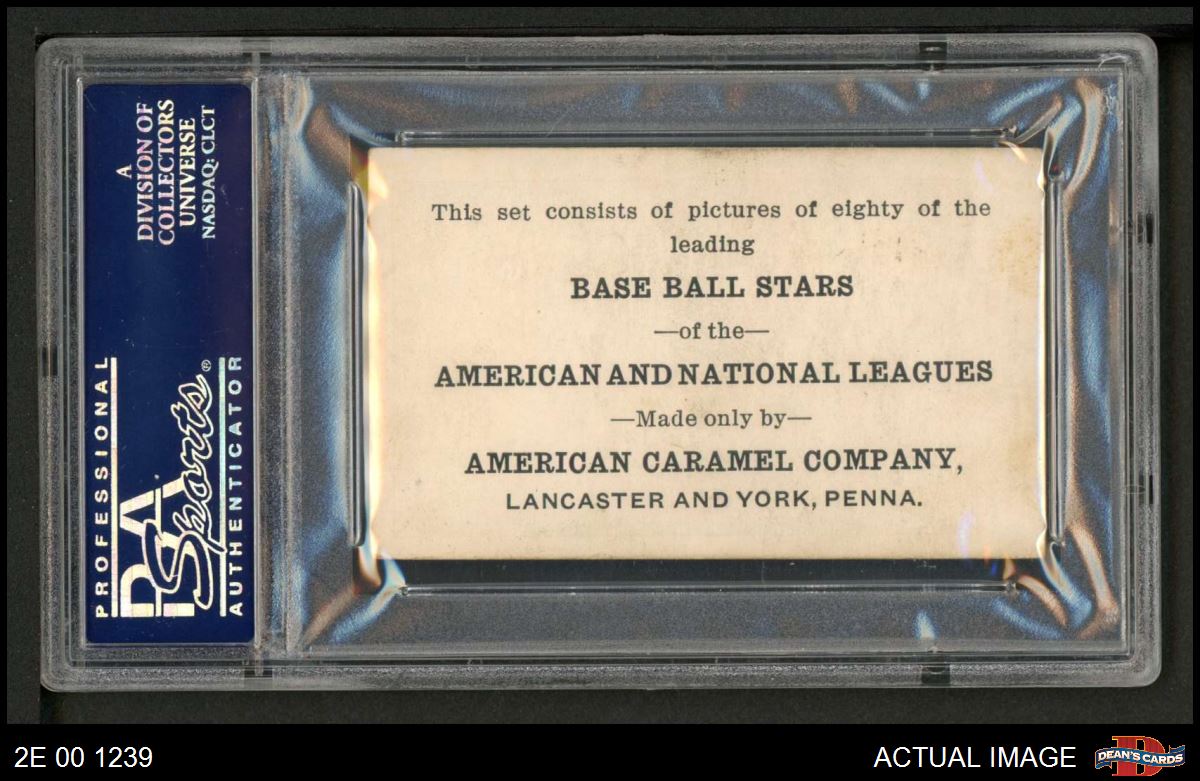 A
DIVISION OF
COLLECTORS
UNIVERSE
NASDAQ: CLCT
PROFESSIONAL
PSA
Sports®
AUTHENTICATOR
This set consists of pictures of eighty of the
leading
BASE BALL STARS
—of the—
AMERICAN AND NATIONAL LEAGUES
—Made only by—
AMERICAN CARAMEL COMPANY,
LANCASTER AND YORK, PENNA.
2E 00 1239
ACTUAL IMAGE
D
DEAN'S CARDS